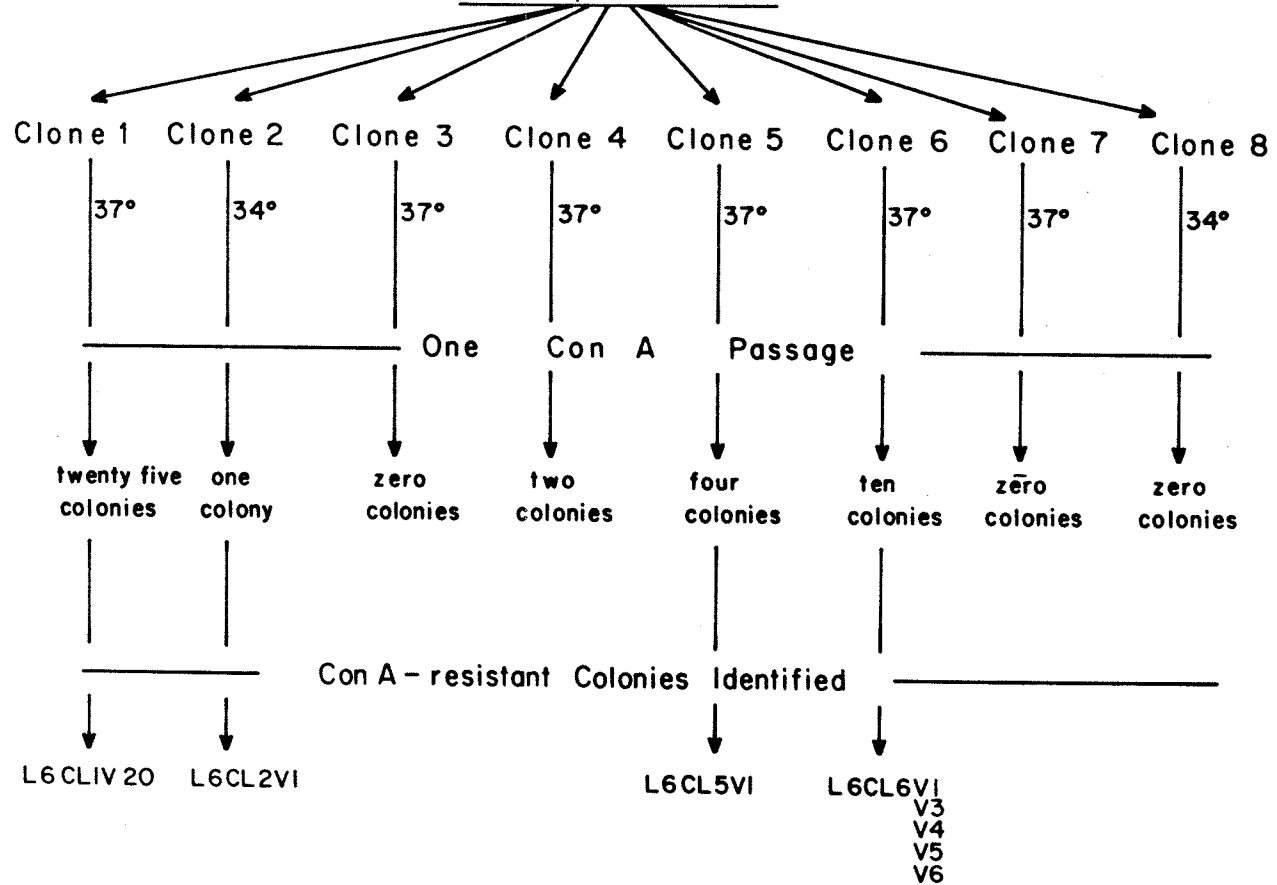 Clone 1 Clone 2 Clone 3 Clone 4 Clone 5 Clone 6 Clone 7 Clone 8
37° 34° 37° 37° 37° 37° 37° 34°
One Con A Passage
twenty five one zero two four ten zero zero
colonies colony colonies colonies colonies colonies colonies colonies
Con A-resistant Colonies Identified
L6CL1V20 L6CL2V1 L6CL5V1 L6CL6V1
V3
V4
V5
V6